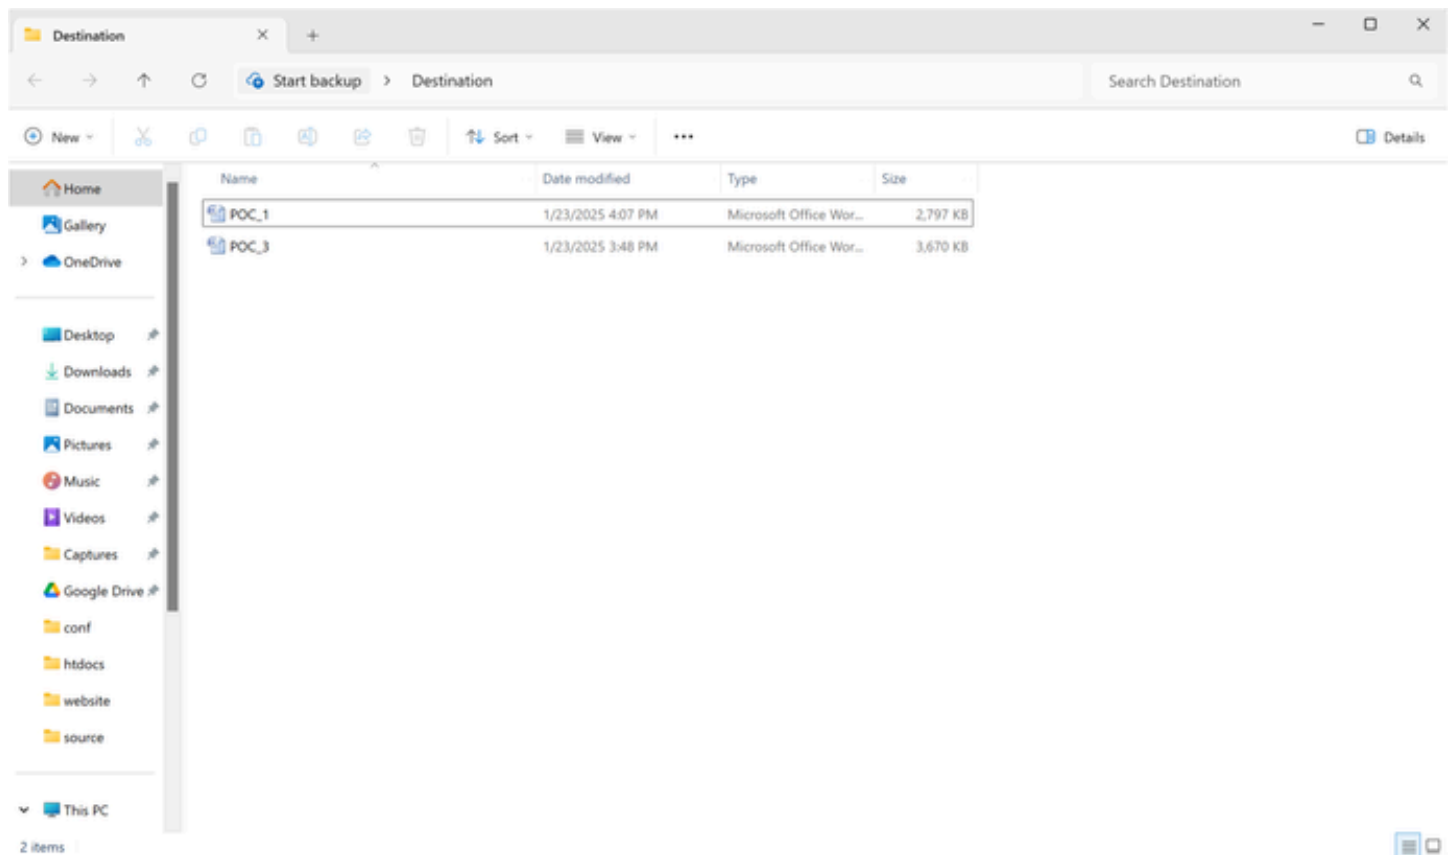 Destination
Start backup > Destination
Search Destination
New
Sort
View
Details
Name Date modified Type Size
Home
POC_1 1/23/2025 4:07 PM Microsoft Office Wor... 2,797 KB
Gallery
POC_3 1/23/2025 3:48 PM Microsoft Office Wor... 3,670 KB
OneDrive
Desktop
Downloads
Documents
Pictures
Music
Videos
Captures
Google Drive
conf
htdocs
website
source
This PC
2 items